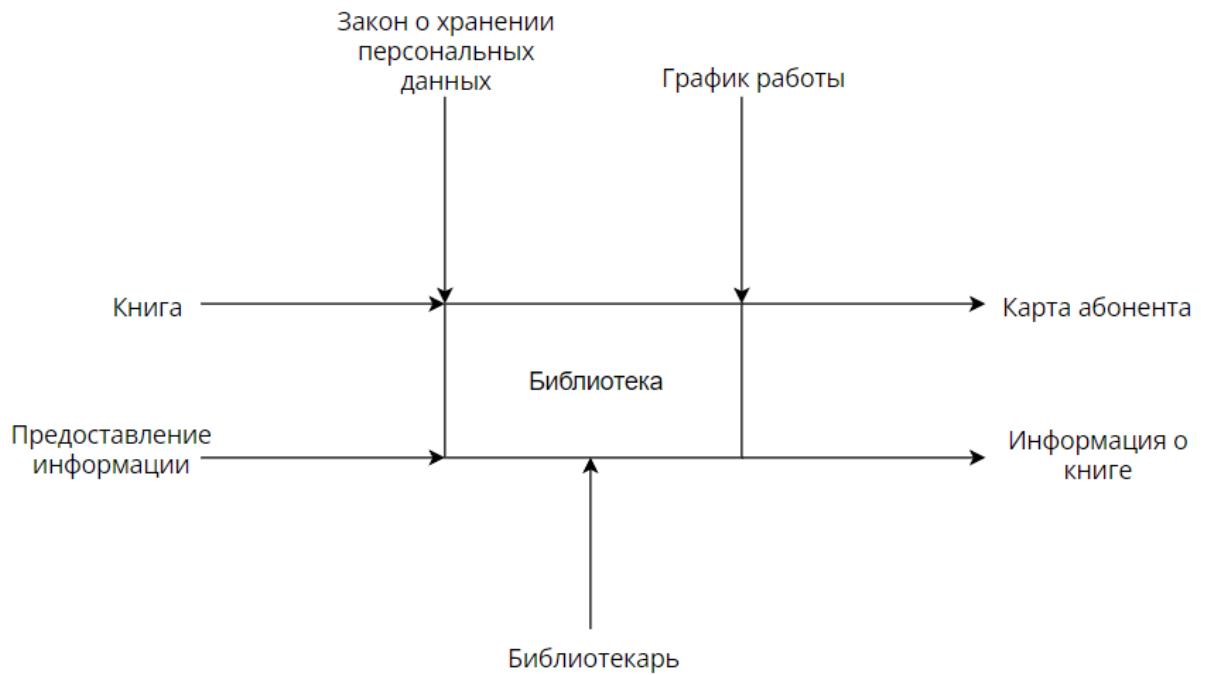 Закон о хранении
персональных
данных
График работы
Книга
Карта абонента
Библиотека
Предоставление
информации
Информация о
книге
Библиотекарь